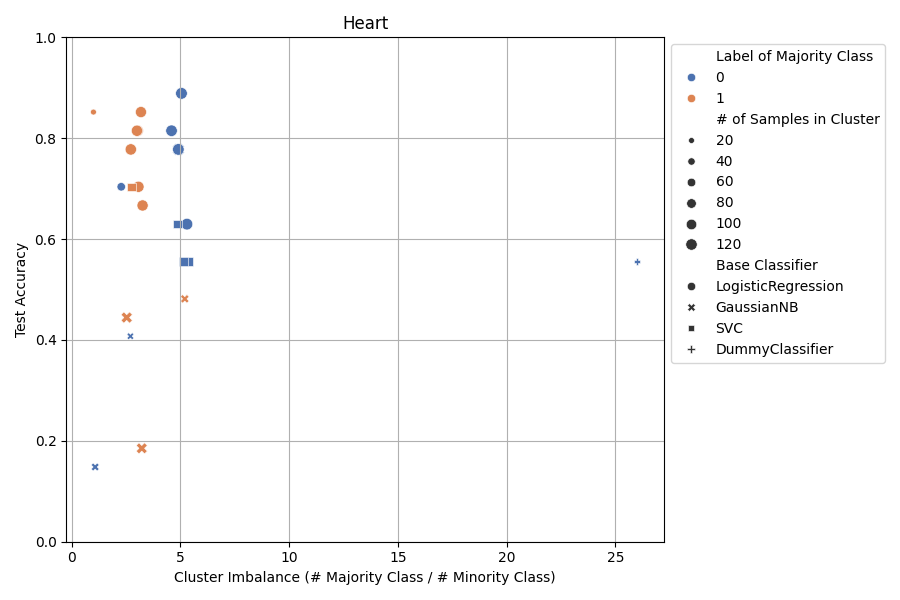 Heart
1.0
0.8
0.6
0.4
0.2
0.0
Test Accuracy
0
5
10
15
20
25
Cluster Imbalance (# Majority Class / # Minority Class)
Label of Majority Class
0
1
# of Samples in Cluster
20
40
60
80
100
120
Base Classifier
LogisticRegression
GaussianNB
SVC
DummyClassifier